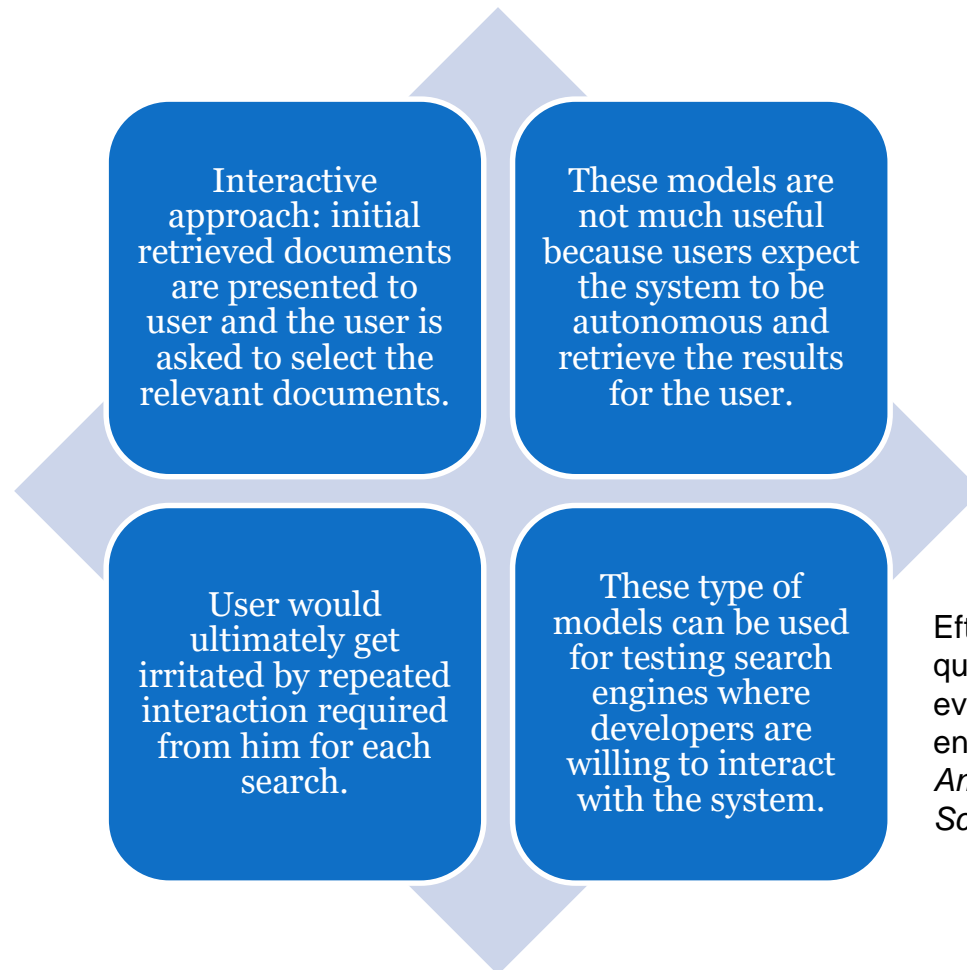 Interactive
approach: initial
retrieved documents
are presented to
user and the user is
asked to select the
relevant documents.
These models are
not much useful
because users expect
the system to be
autonomous and
retrieve the results
for the user.
User would
ultimately get
irritated by repeated
interaction required
from him for each
search.
These type of
models can be used
for testing search
engines where
developers are
willing to interact
with the system.